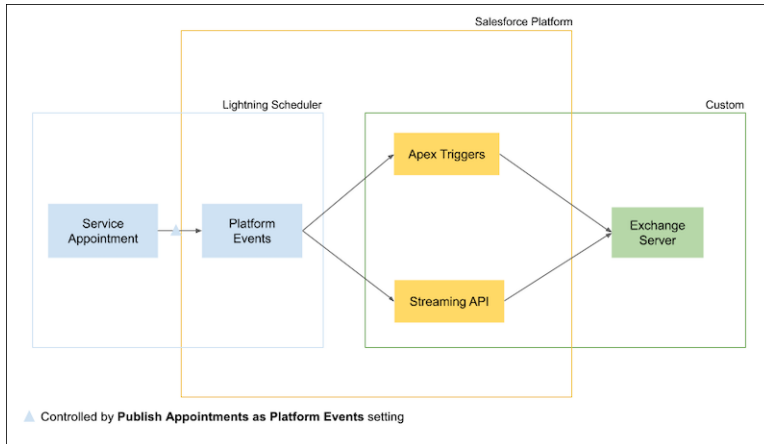 Salesforce Platform
Lightning Scheduler
Custom
Apex Triggers
Service
Appointment
Platform
Events
Exchange
Server
Streaming API
Controlled by Publish Appointments as Platform Events setting